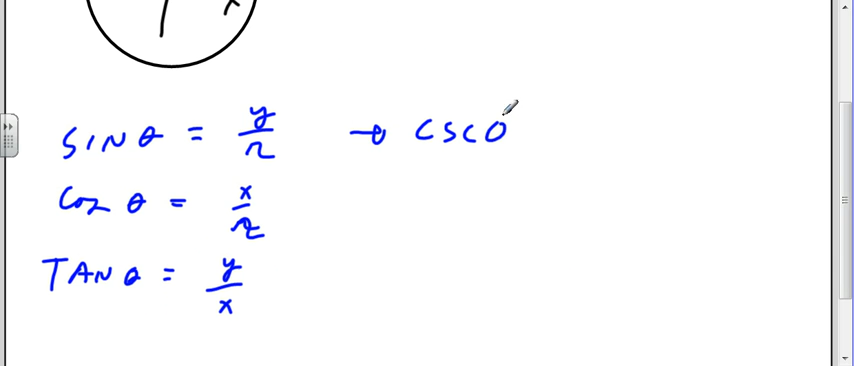 SIN θ = y/r → CSC θ
Cos θ = x/r
TAN θ = y/x